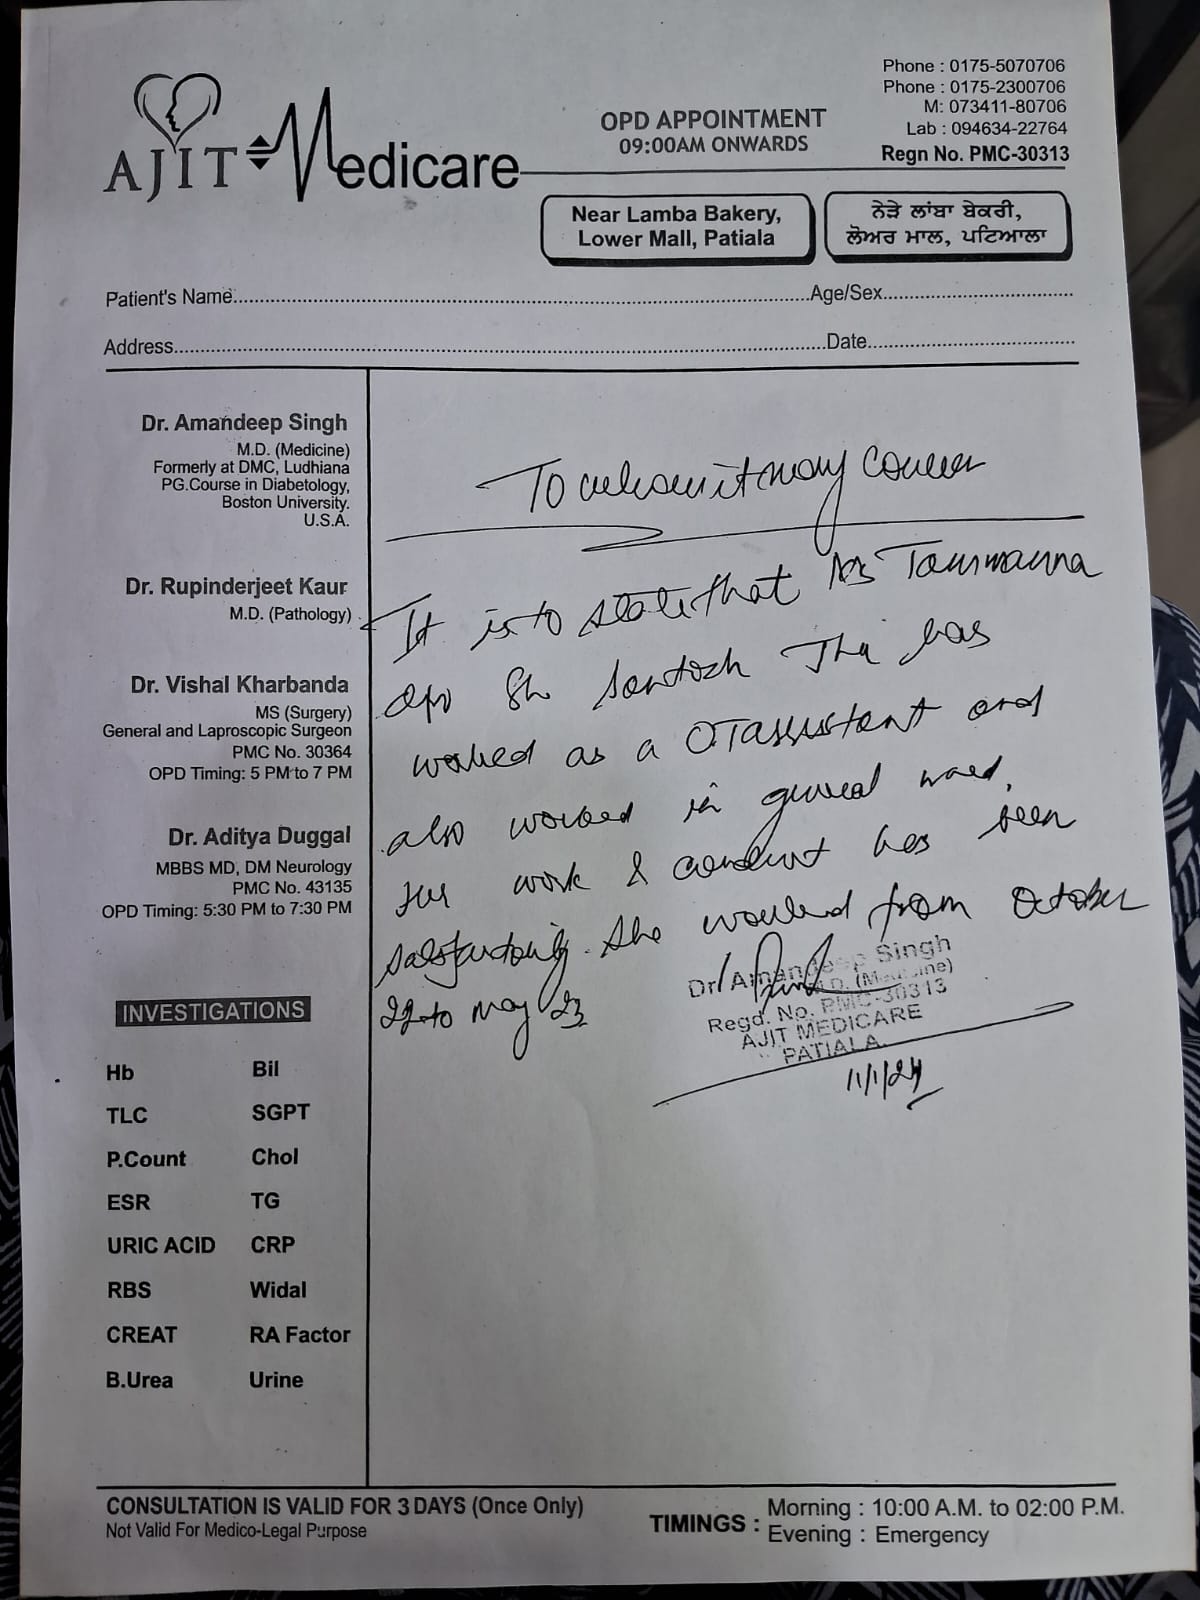 AJIT Medicare
OPD APPOINTMENT
09:00AM ONWARDS
Phone : 0175-5070706
Phone : 0175-2300706
M: 073411-80706
Lab : 094634-22764
Regn No. PMC-30313
Near Lamba Bakery,
Lower Mall, Patiala
ਨੇੜੇ ਲਾਂਬਾ ਬੇਕਰੀ,
ਲੋਅਰ ਮਾਲ, ਪਟਿਆਲਾ
Patient's Name Age/Sex
Address Date
Dr. Amandeep Singh
M.D. (Medicine)
Formerly at DMC, Ludhiana
PG.Course in Diabetology,
Boston University.
U.S.A.
Dr. Rupinderjeet Kaur
M.D. (Pathology)
Dr. Vishal Kharbanda
MS (Surgery)
General and Laproscopic Surgeon
PMC No. 30364
OPD Timing: 5 PM to 7 PM
Dr. Aditya Duggal
MBBS MD, DM Neurology
PMC No. 43135
OPD Timing: 5:30 PM to 7:30 PM
INVESTIGATIONS
Hb Bil
TLC SGPT
P.Count Chol
ESR TG
URIC ACID CRP
RBS Widal
CREAT RA Factor
B.Urea Urine
To whom it may concern
It is to state that Ms
Sh Santosh Jha has
worked as a OT assistant and
also worked in general ward.
Her work & conduct has been
satisfactorily. She worked from October
22 to May 23
Dr. Amandeep Singh
M.D. (Medicine)
Regd. No. PMC-30313
AJIT MEDICARE
PATIALA
11/1/24
CONSULTATION IS VALID FOR 3 DAYS (Once Only)
Not Valid For Medico-Legal Purpose
TIMINGS : Morning : 10:00 A.M. to 02:00 P.M.
Evening : Emergency